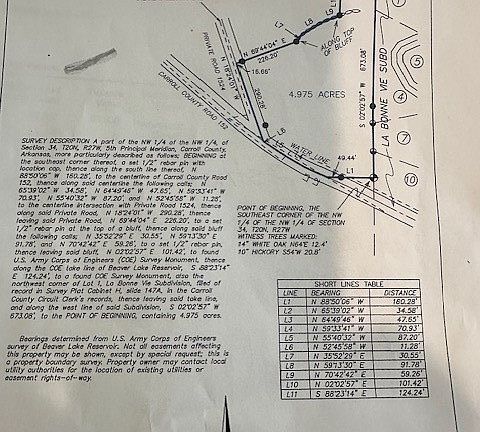 L7
L8
L9
N 69°44'04" E
226.20'
ALONG TOP
OF BLUFF
PRIVATE ROAD 1524
N 18°24'01" W
16.66'
290.28'
4.975 ACRES
S 02°02'57" W 673.08'
LA BONNE VIE SUBD
5
4
7
10
CARROLL COUNTY ROAD 152
L6
L5
WATER LINE
49.44'
L1
SURVEY DESCRIPTION A part of the NW 1/4 of the NW 1/4, of
Section 34, T20N, R27W, 5th Principal Meridian, Carroll County,
Arkansas, more particularly described as follows; BEGINNING at
the southeast corner thereof, a set 1/2" rebar pin with
location cap, thence along the south line thereof, N
88°50'06" W 160.28', to the centerline of Carroll County Road
152, thence along said centerline the following calls; N
65°39'02" W 34.58', N 64°49'46" W 47.65', N 59°33'41" W
70.93', N 55°40'32" W 87.20', and N 52°45'58" W 11.28',
to the centerline intersection with Private Road 1524, thence
along said Private Road, N 18°24'01" W 290.28', thence
leaving said Private Road, N 69°44'04" E 226.20', to a set
1/2" rebar pin at the top of a bluff, thence along said bluff
the following calls; N 35°52'29" E 30.55', N 59°13'30" E
91.78', and N 70°42'42" E 59.26', to a set 1/2" rebar pin,
thence leaving said bluff, N 02°02'57" E 101.42', to found
U.S. Army Corps of Engineers (COE) Survey Monument, thence
along the COE take line of Beaver Lake Reservoir, S 88°23'14"
E 124.24', to a found COE Survey Monument, also being the
northwest corner of Lot 1, La Bonne Vie Subdivision, filed of
record in Survey Plat Cabinet H, slide 147A, in the Carroll
County Circuit Clerk's records, thence leaving said take line,
and along the west line of said Subdivision, S 02°02'57" W
673.08', to the POINT OF BEGINNING, containing 4.975 acres.
POINT OF BEGINNING, THE
SOUTHEAST CORNER OF THE NW
1/4 OF THE NW 1/4 OF SECTION
34, T20N, R27W
WITNESS TREES MARKED:
14" WHITE OAK N64°E 12.4'
10" HICKORY S54°W 20.8'
Bearings determined from U.S. Army Corps of Engineers
survey of Beaver Lake Reservoir. Not all easements affecting
this property may be shown, except by special request; this is
a property boundary survey. Property owner may contact local
utility authorities for the location of existing utilities or
easement rights-of-way.
SHORT LINES TABLE
LINE BEARING DISTANCE
L1 N 88°50'06" W 160.28'
L2 N 65°39'02" W 34.58'
L3 N 64°49'46" W 47.65'
L4 N 59°33'41" W 70.93'
L5 N 55°40'32" W 87.20'
L6 N 52°45'58" W 11.28'
L7 N 35°52'29" E 30.55'
L8 N 59°13'30" E 91.78'
L9 N 70°42'42" E 59.26'
L10 N 02°02'57" E 101.42'
L11 S 88°23'14" E 124.24'